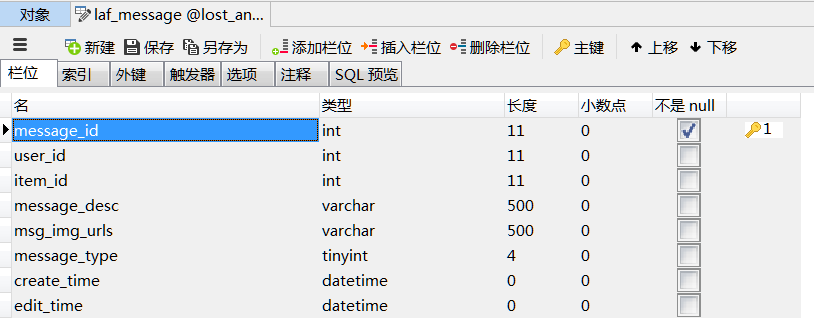 对象 laf_message @lost_an...
新建 保存 另存为 添加栏位 插入栏位 删除栏位 主键 上移 下移
栏位 索引 外键 触发器 选项 注释 SQL 预览
名 类型 长度 小数点 不是 null
message_id int 11 0 1
user_id int 11 0
item_id int 11 0
message_desc varchar 500 0
msg_img_urls varchar 500 0
message_type tinyint 4 0
create_time datetime 0 0
edit_time datetime 0 0